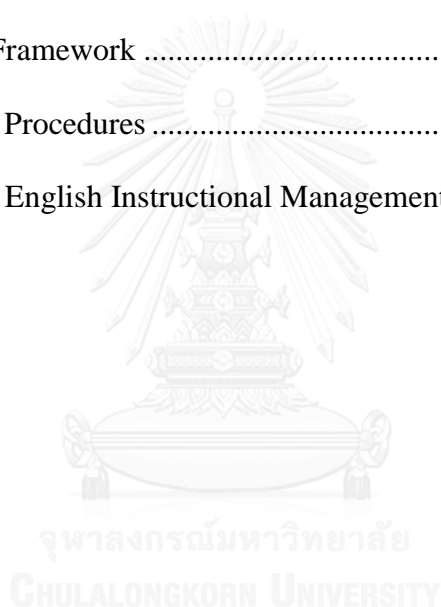 Framework ....................................
Procedures ...................................
English Instructional Management
จุฬาลงกรณ์มหาวิทยาลัย
CHULALONGKORN UNIVERSITY